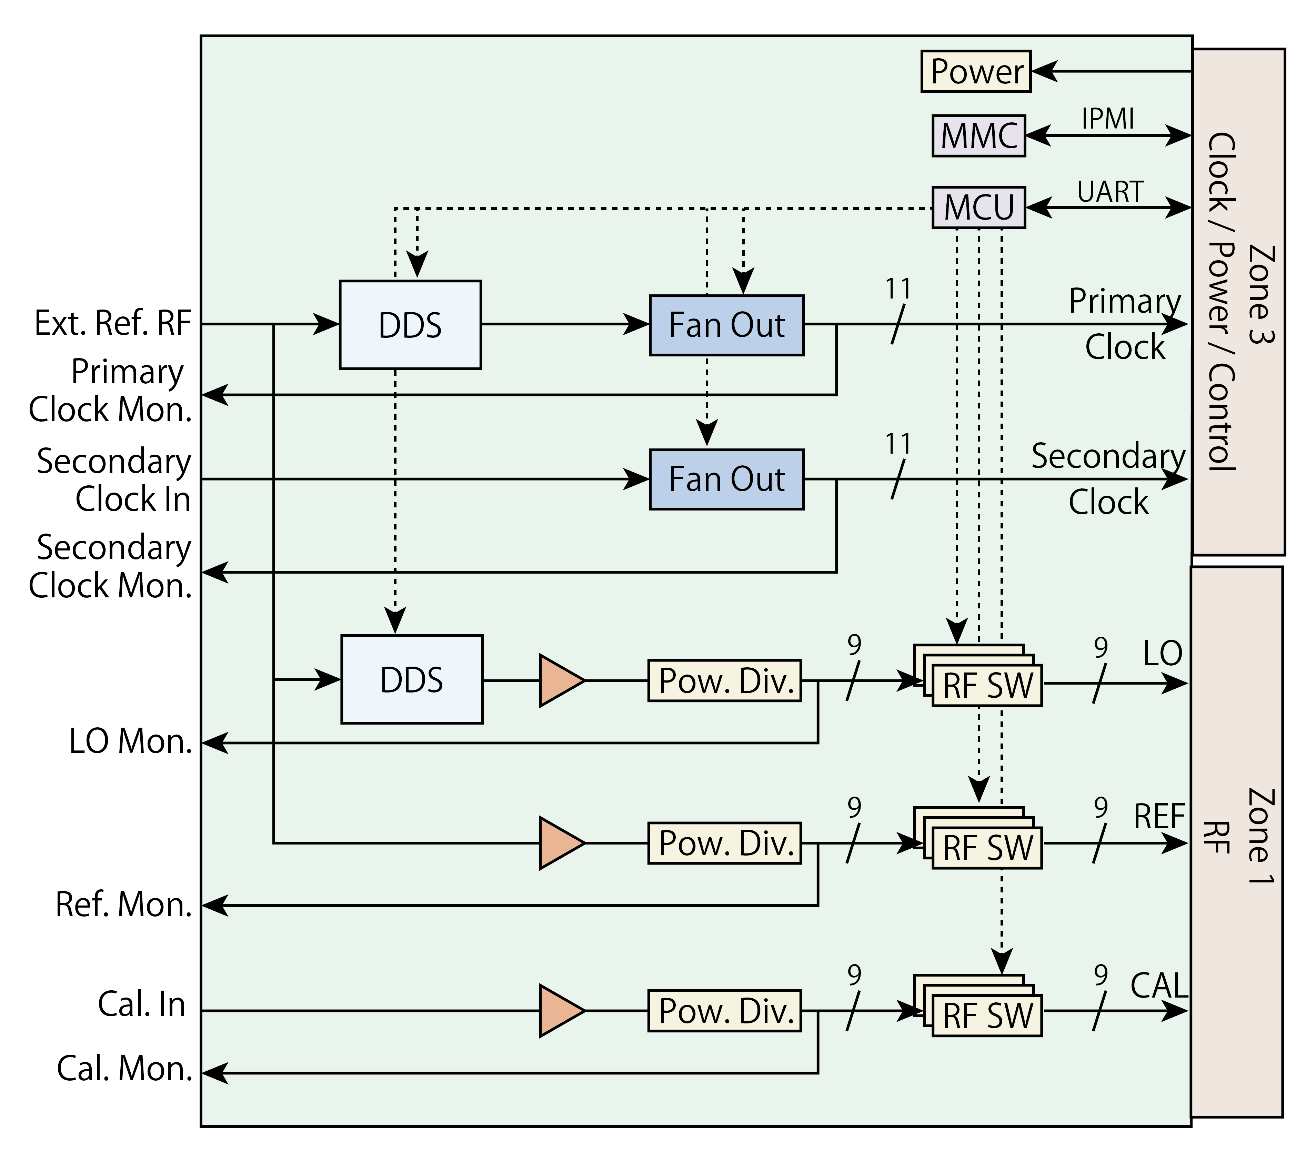 Power
MMC
IPMI
MCU
UART
Zone 3
Clock / Power / Control
Ext. Ref. RF
DDS
Fan Out
11
Primary
Clock
Primary
Clock Mon.
Secondary
Clock In
Fan Out
11
Secondary
Clock
Secondary
Clock Mon.
DDS
Pow. Div.
9
RF SW
9
LO
LO Mon.
Zone 1
RF
Pow. Div.
9
RF SW
9
REF
Ref. Mon.
Cal. In
Pow. Div.
9
RF SW
9
CAL
Cal. Mon.